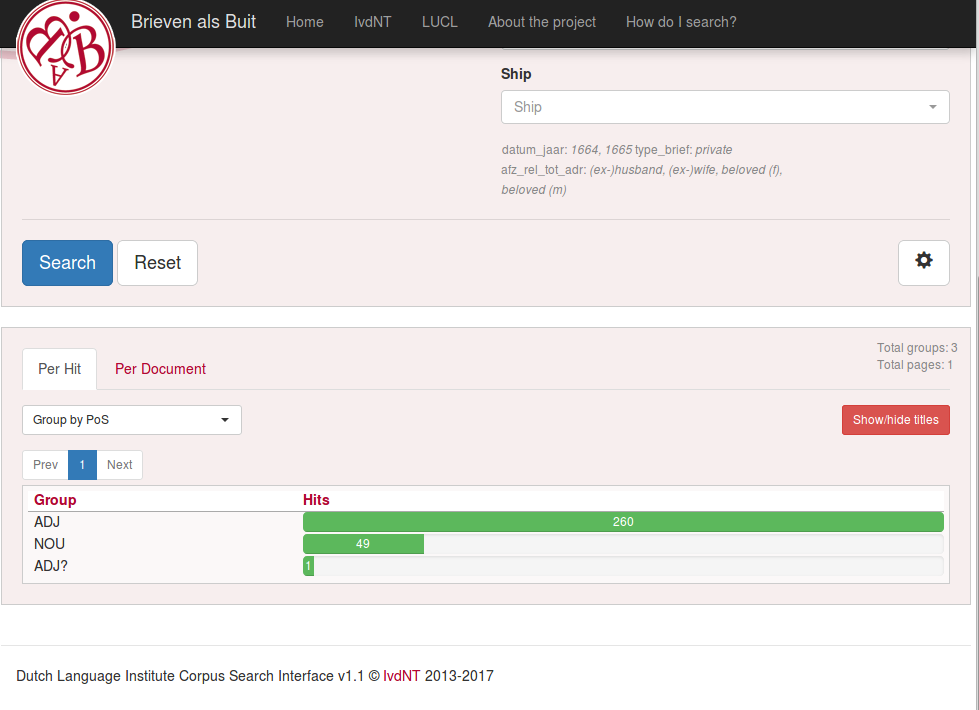 Brieven als Buit Home IvdNT LUCL About the project How do I search?
B
A
Ship
Ship
datum_jaar: 1664, 1665 type_brief: private
afz_rel_tot_adr: (ex-)husband, (ex-)wife, beloved (f),
beloved (m)
Search Reset
Total groups: 3
Total pages: 1
Per Hit Per Document
Group by PoS Show/hide titles
Prev 1 Next
Group Hits
ADJ 260
NOU 49
ADJ? 1
Dutch Language Institute Corpus Search Interface v1.1 © IvdNT 2013-2017